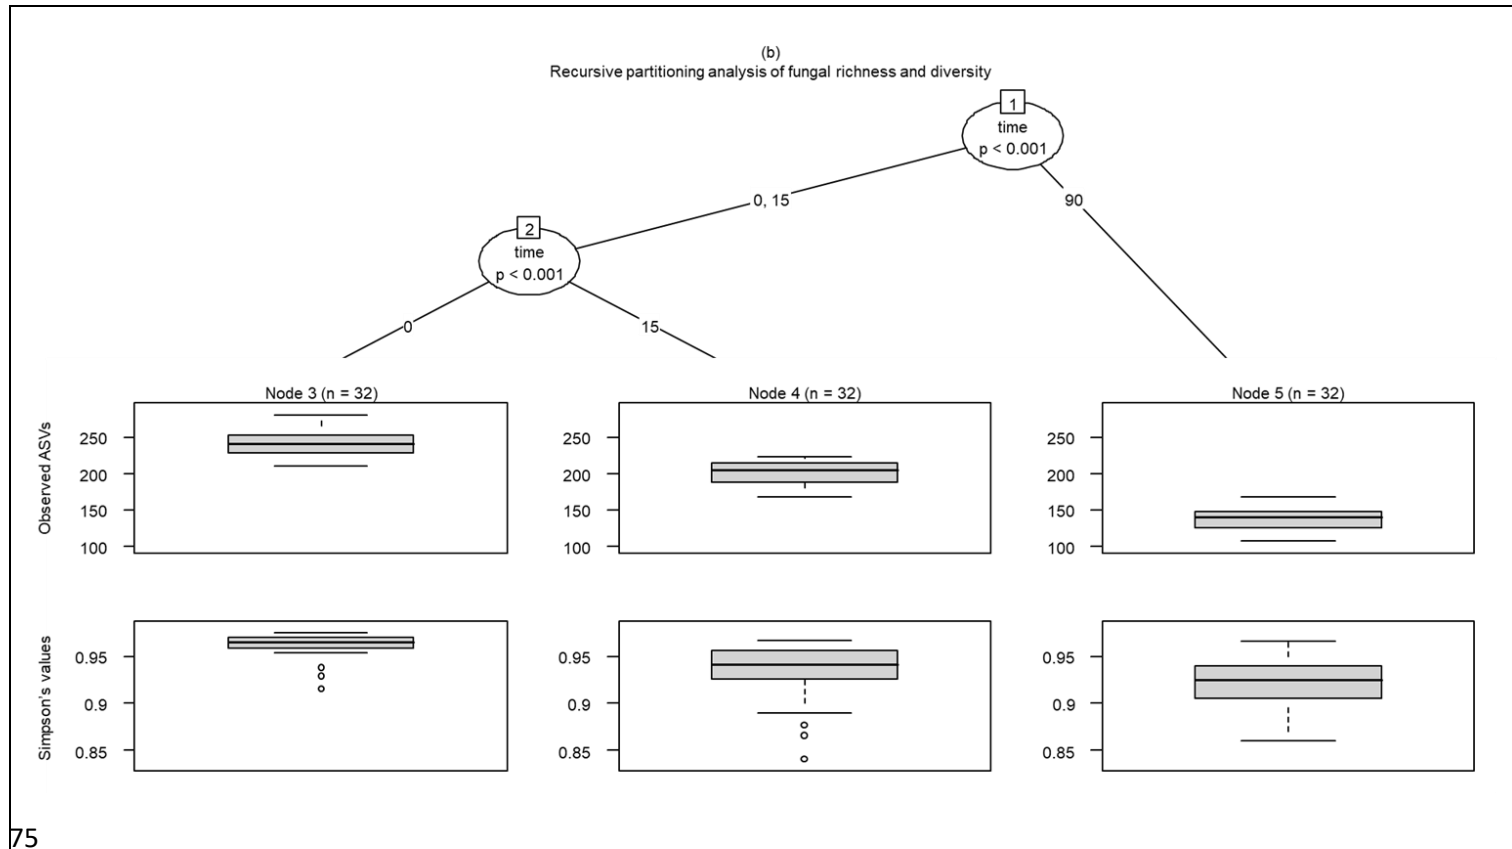 (b)
Recursive partitioning analysis of fungal richness and diversity
1
time
p < 0.001
0, 15
90
2
time
p < 0.001
0
15
Node 3 (n = 32)
Node 4 (n = 32)
Node 5 (n = 32)
Observed ASVs
250
200
150
100
250
200
150
100
250
200
150
100
Simpson's values
0.95
0.9
0.85
0.95
0.9
0.85
0.95
0.9
0.85
75